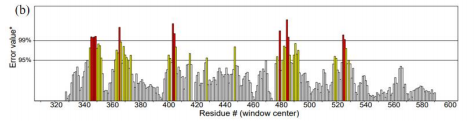 (b)
Error value*
99%
95%
320 340 360 380 400 420 440 460 480 500 520 540 560 580 600
Residue # (window center)